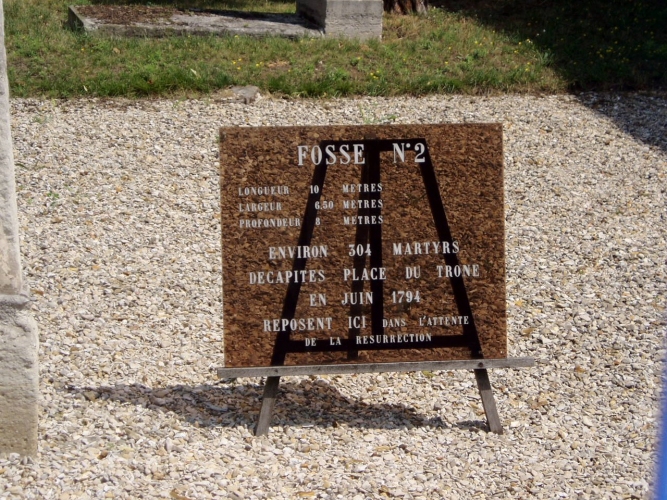 FOSSE N°2
LONGUEUR 10 METRES
LARGEUR 6,50 METRES
PROFONDEUR 8 METRES
ENVIRON 304 MARTYRS
DECAPITES PLACE DU TRONE
EN JUIN 1794
REPOSENT ICI DANS L'ATTENTE
DE LA RESURRECTION